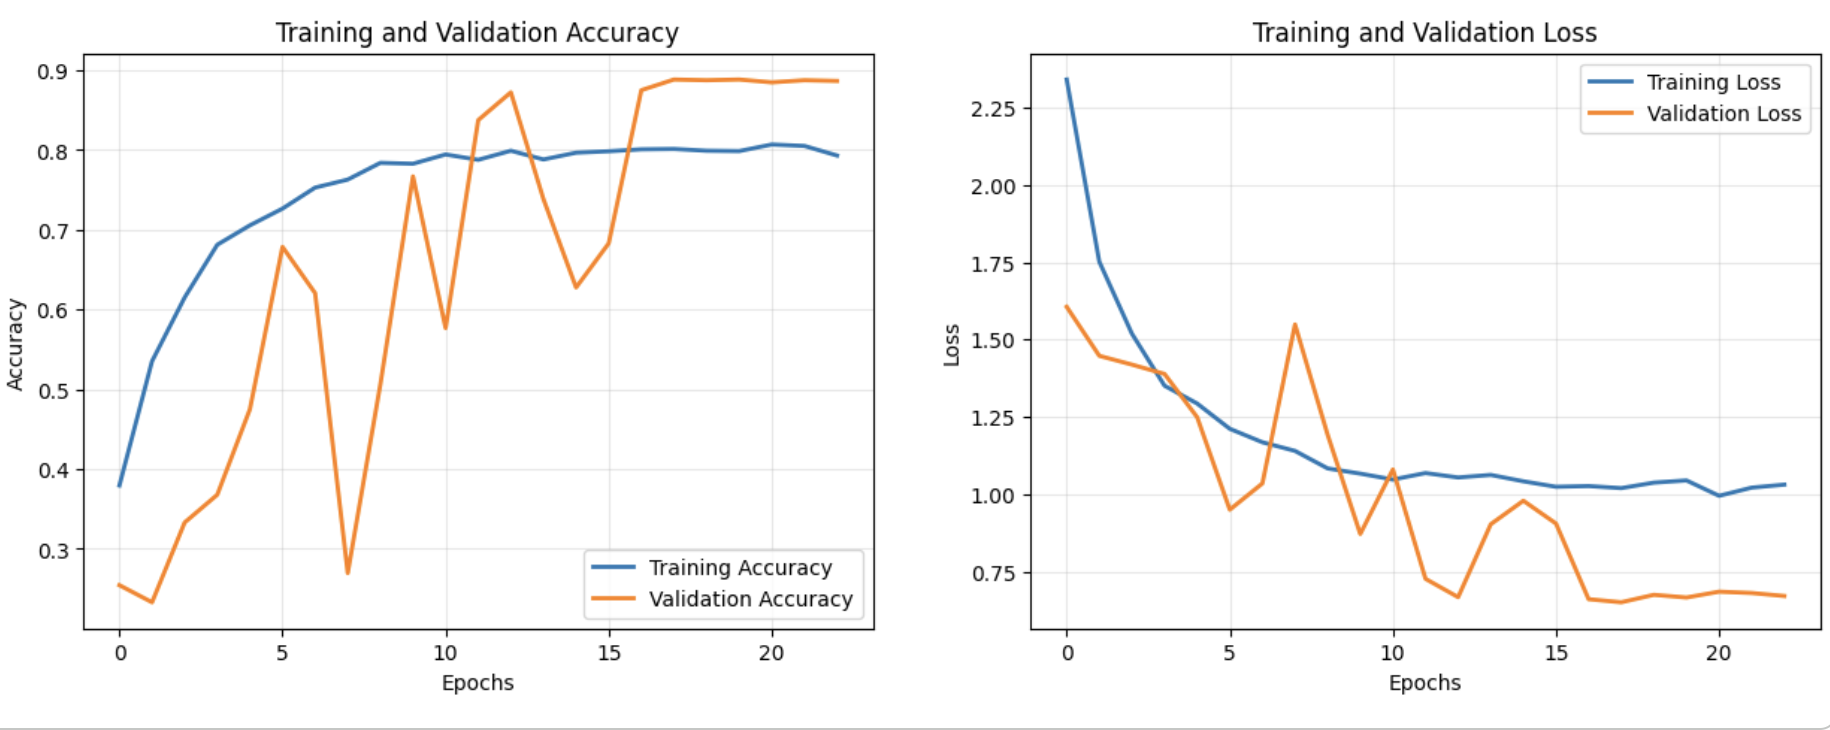 Training and Validation Accuracy
0.9
0.8
0.7
0.6
0.5
0.4
0.3
Accuracy
Training Accuracy
Validation Accuracy
0 5 10 15 20
Epochs
Training and Validation Loss
Training Loss
Validation Loss
2.25
2.00
1.75
1.50
1.25
1.00
0.75
Loss
0 5 10 15 20
Epochs